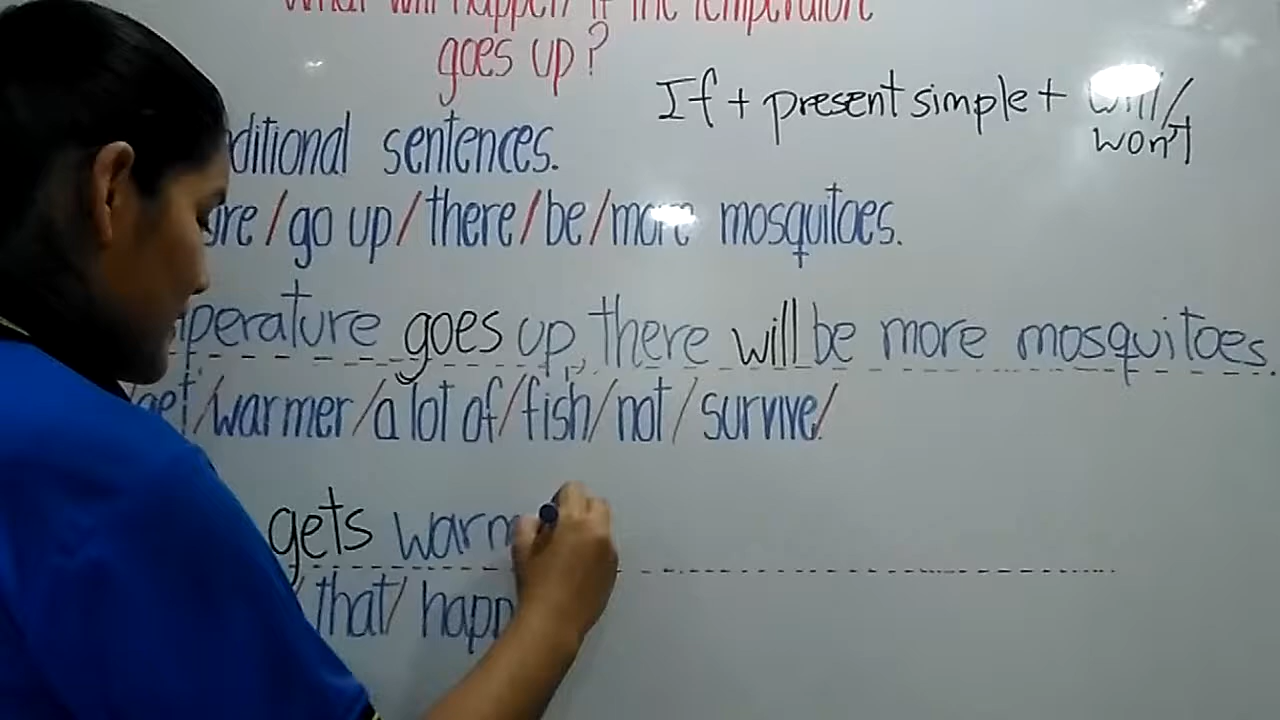 What will happen if the temperature
goes up?
If + present simple + will/
won't
ditional sentences.
ure/go up/there/be/more mosquitoes.
perature goes up, there will be more mosquitoes.
get/warmer/a lot of/fish/not/survive/
gets warm
/that/happ